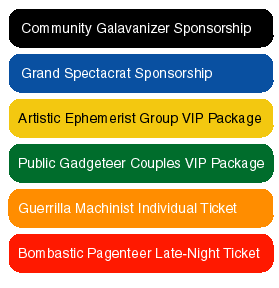 Community Galavanizer Sponsorship
Grand Spectacrat Sponsorship
Artistic Ephemerist Group VIP Package
Public Gadgeteer Couples VIP Package
Guerrilla Machinist Individual Ticket
Bombastic Pagenteer Late-Night Ticket